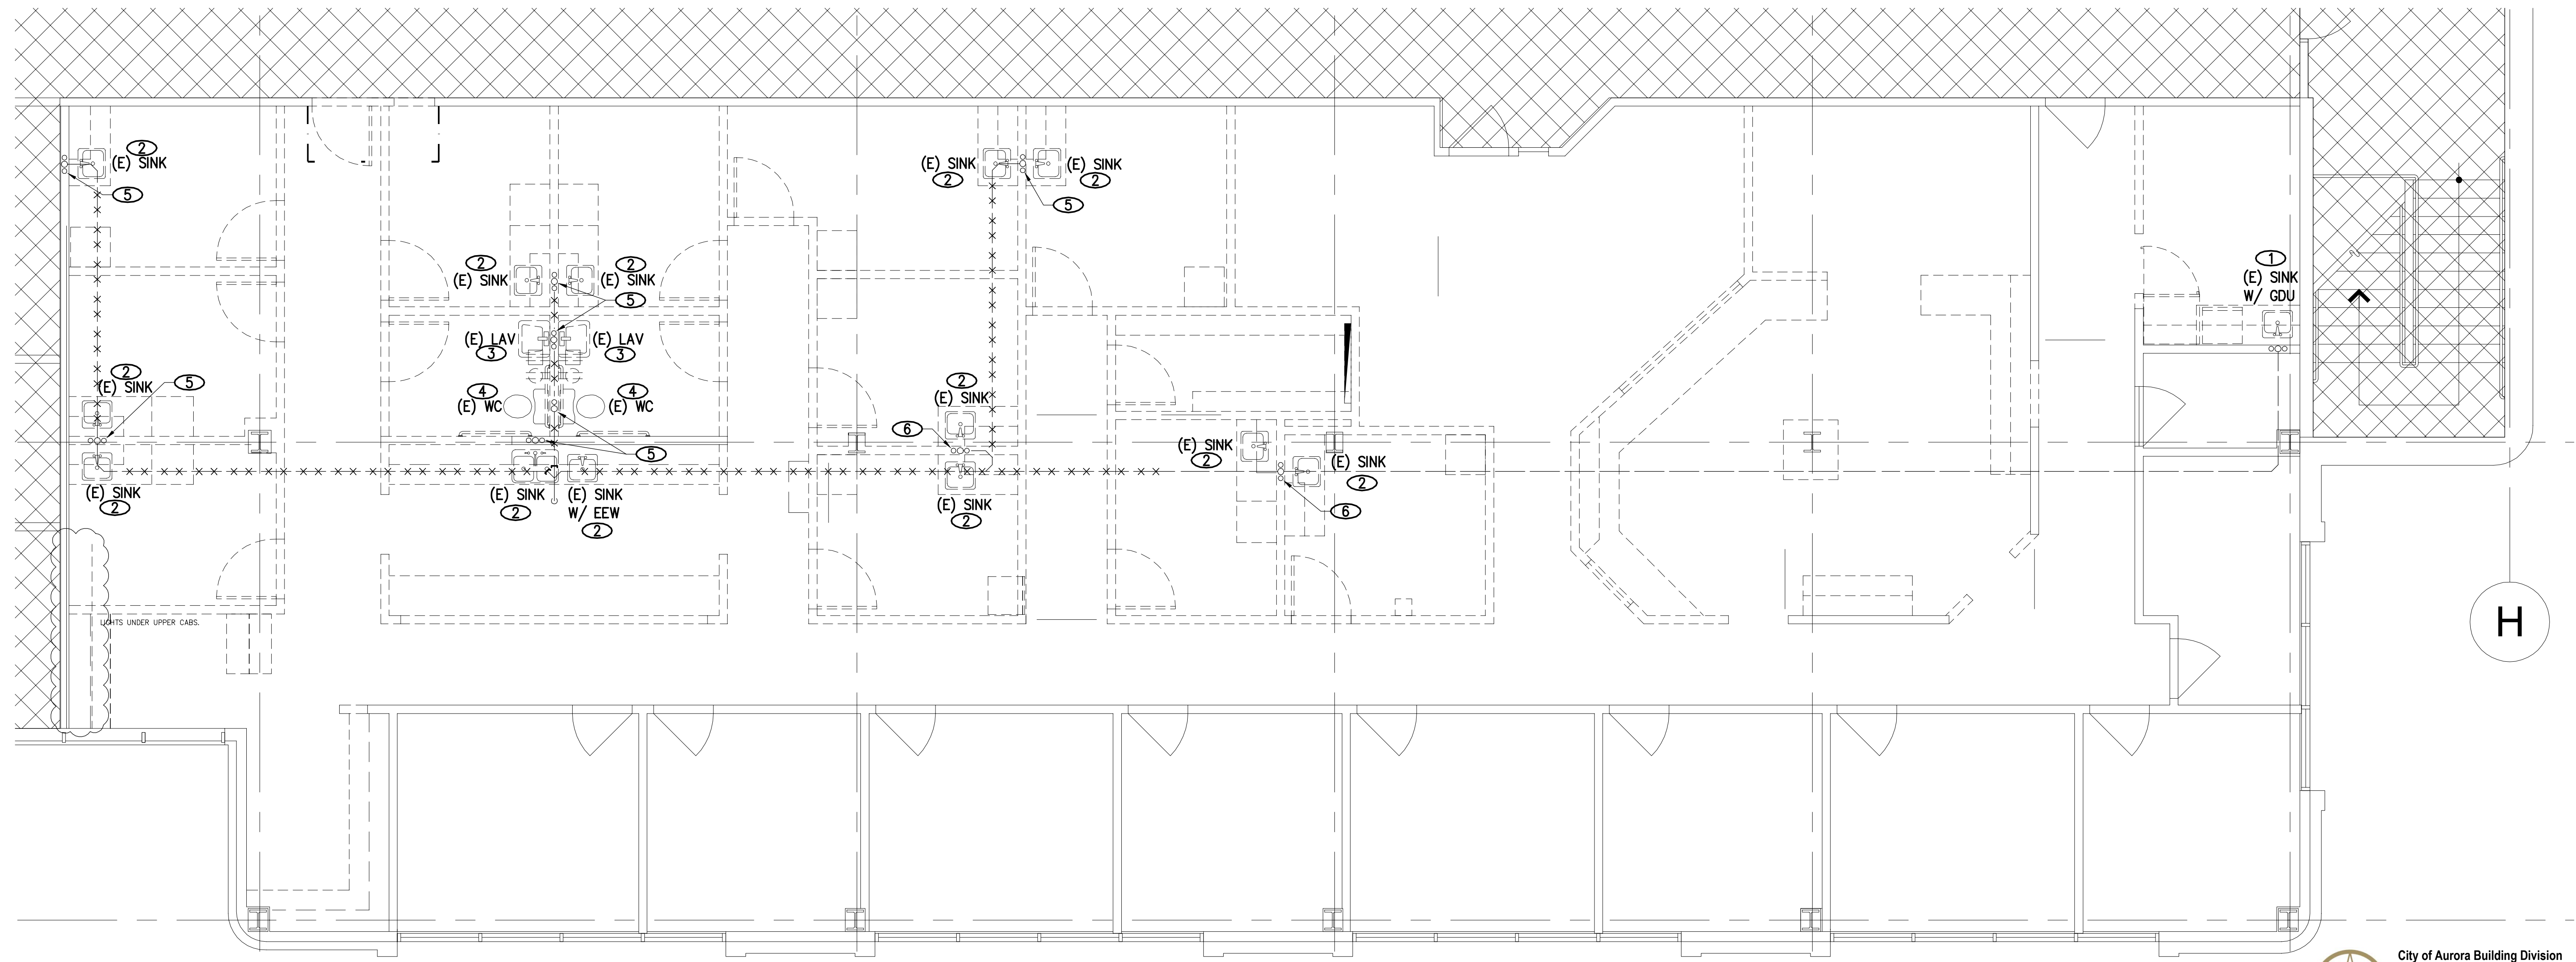 2
(E) SINK
5
(E) SINK
2
(E) SINK
2
5
2
(E) SINK
2
(E) SINK
5
1
(E) SINK
W/ GDU
(E) LAV
3
(E) LAV
3
2
(E) SINK
5
4
(E) WC
4
(E) WC
2
(E) SINK
6
5
(E) SINK
2
(E) SINK
2
(E) SINK
2
(E) SINK
2
(E) SINK
W/ EEW
2
(E) SINK
2
6
LIGHTS UNDER UPPER CABS.
H
City of Aurora Building Division